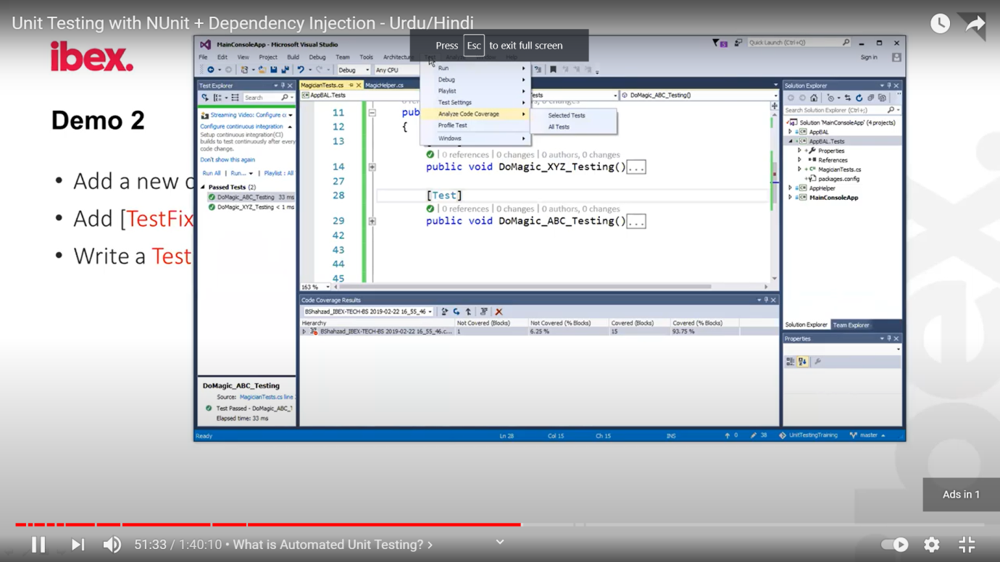 Unit Testing with NUnit + Dependency Injection - Urdu/Hindi
Press Esc to exit full screen
ibex.
Demo 2
• Add a new c
• Add [TestFix
• Write a Test
MainConsoleApp - Microsoft Visual Studio
Quick Launch (Ctrl+Q)
File Edit View Project Build Debug Team Tools Architecture Test Analyze Window Help
Sign in
Debug Any CPU
Test Explorer
Search
Streaming Video: Configure c
Configure continuous integration
Setup continuous integration(CI)
builds to test continuously after every
code change.
Don't show this again
Run All | Run... | Playlist : All
Passed Tests (2)
DoMagic_ABC_Testing 33 ms
DoMagic_XYZ_Testing < 1 ms
DoMagic_ABC_Testing
Source: MagicianTests.cs line
Test Passed - DoMagic_ABC_
Elapsed time: 33 ms
MagicianTests.cs
MagicHelper.cs
AppBAL.Tests
DoMagic_ABC_Testing()
Run
Debug
Playlist
Test Settings
Analyze Code Coverage
Profile Test
Windows
Selected Tests
All Tests
11 pub
12 {
13
0 references | 0 changes | 0 authors, 0 changes
14 public void DoMagic_XYZ_Testing()...
27
28 [Test]
0 references | 0 changes | 0 authors, 0 changes
29 public void DoMagic_ABC_Testing()...
42
43
44
45
163 %
Code Coverage Results
BShahzad_IBEX-TECH-BS 2019-02-22 16_55_46
Hierarchy Not Covered (Blocks) Not Covered (% Blocks) Covered (Blocks) Covered (% Blocks)
BShahzad_IBEX-TECH-BS 2019-02-22 16_55_46.c... 1 6.25 % 15 93.75 %
Solution Explorer
Search Solution Explorer (Ctrl+;)
Solution 'MainConsoleApp' (4 projects)
AppBAL
AppBAL.Tests
Properties
References
MagicianTests.cs
packages.config
AppHelper
MainConsoleApp
Solution Explorer Team Explorer
Properties
Ready Ln 28 Col 15 Ch 15 INS 0 38 UnitTestingTraining master
Ads in 1
51:33 / 1:40:10 • What is Automated Unit Testing? >